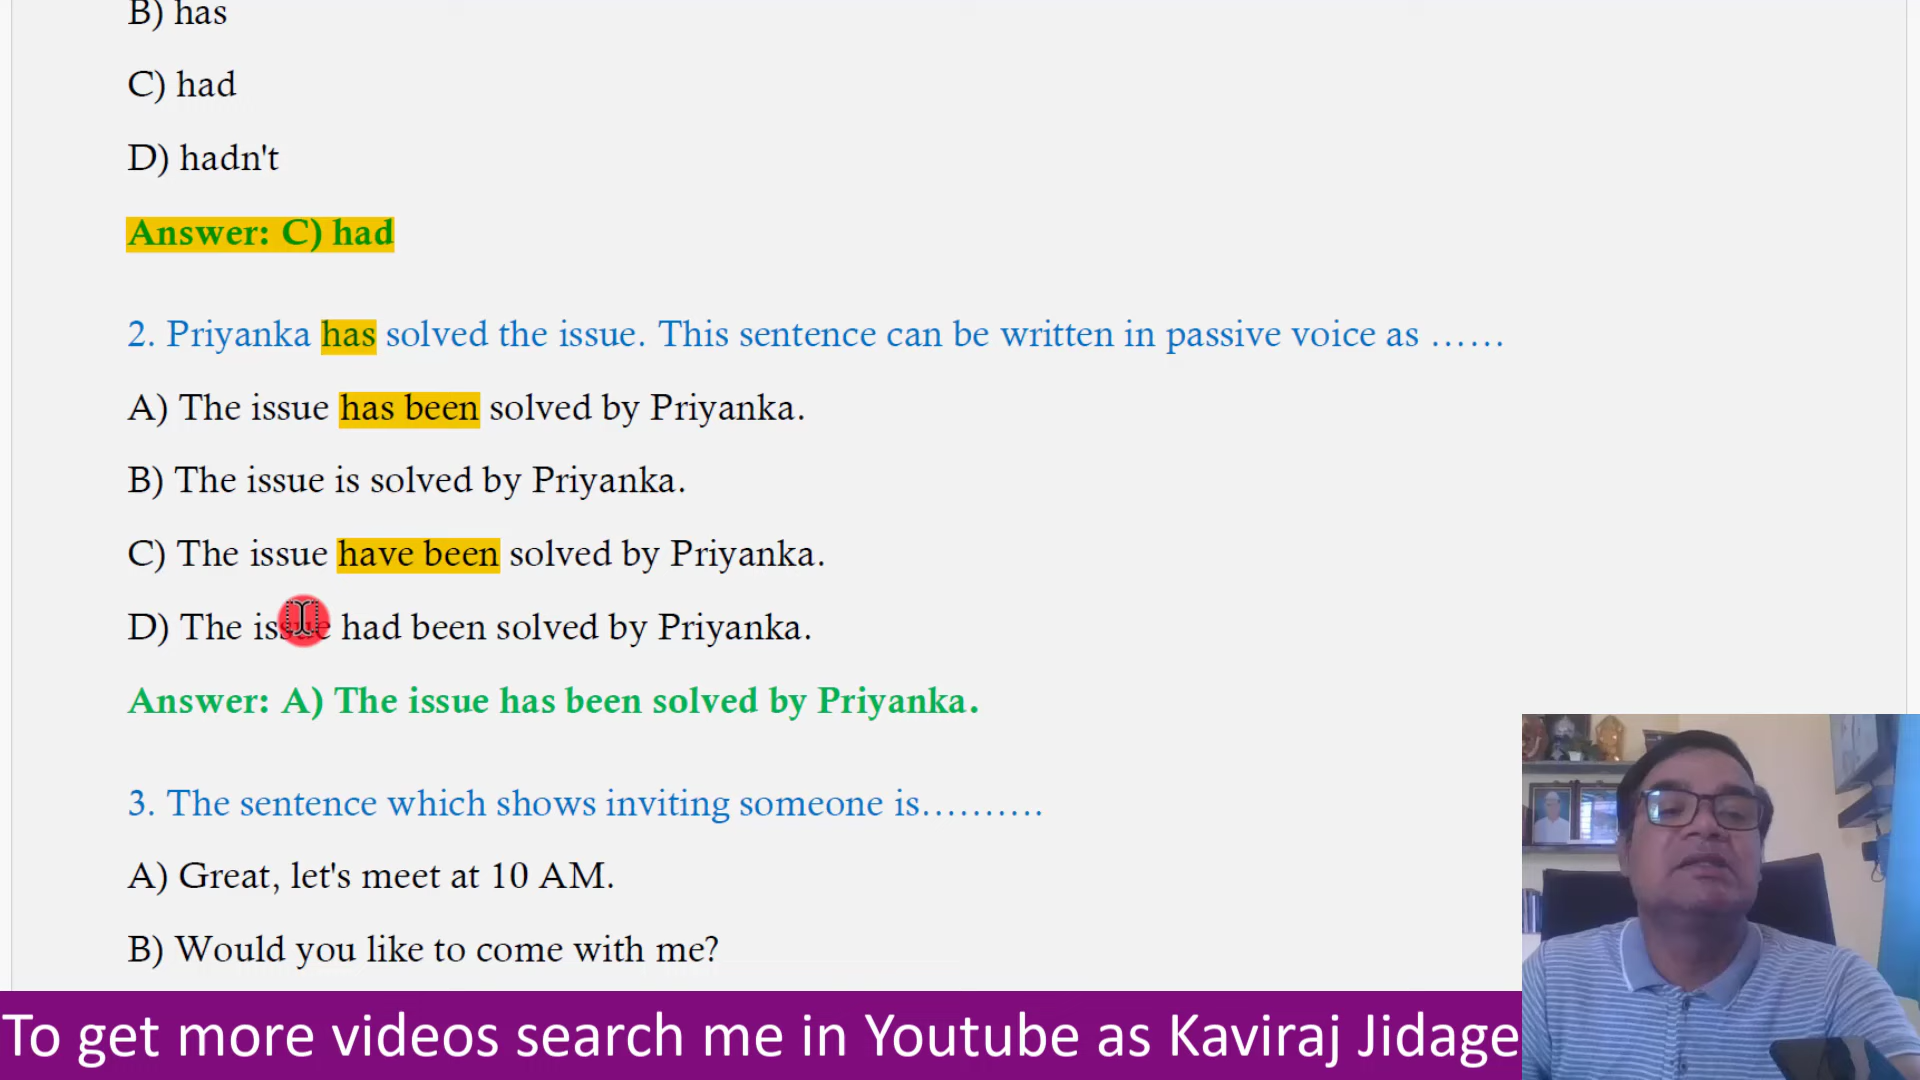 B) has
C) had
D) hadn't
Answer: C) had
2. Priyanka has solved the issue. This sentence can be written in passive voice as ......
A) The issue has been solved by Priyanka.
B) The issue is solved by Priyanka.
C) The issue have been solved by Priyanka.
D) The issue had been solved by Priyanka.
Answer: A) The issue has been solved by Priyanka.
3. The sentence which shows inviting someone is..........
A) Great, let's meet at 10 AM.
B) Would you like to come with me?
To get more videos search me in Youtube as Kaviraj Jidage